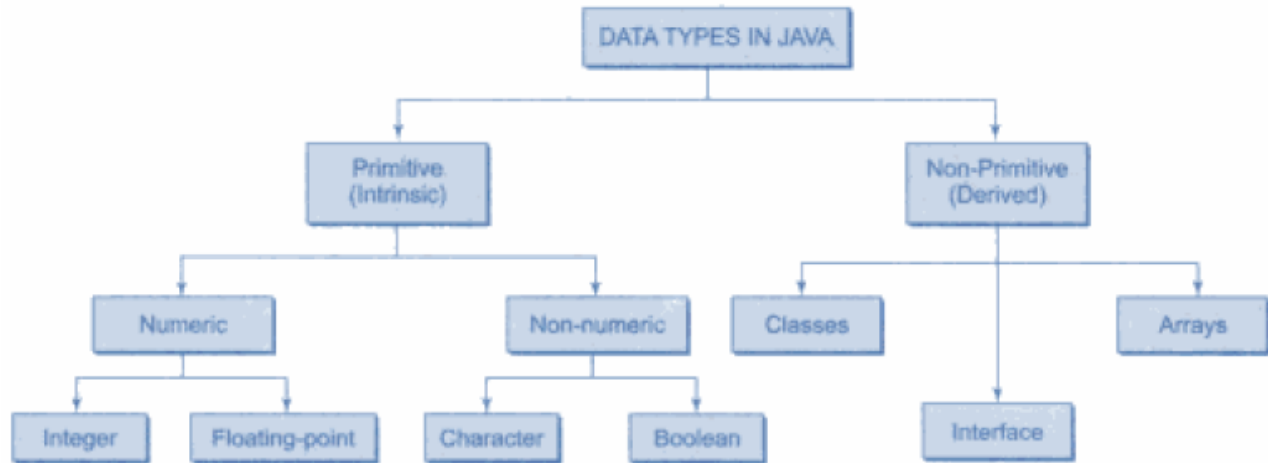 DATA TYPES IN JAVA
Primitive
(Intrinsic)
Non-Primitive
(Derived)
Numeric
Non-numeric
Classes
Arrays
Integer
Floating-point
Character
Boolean
Interface